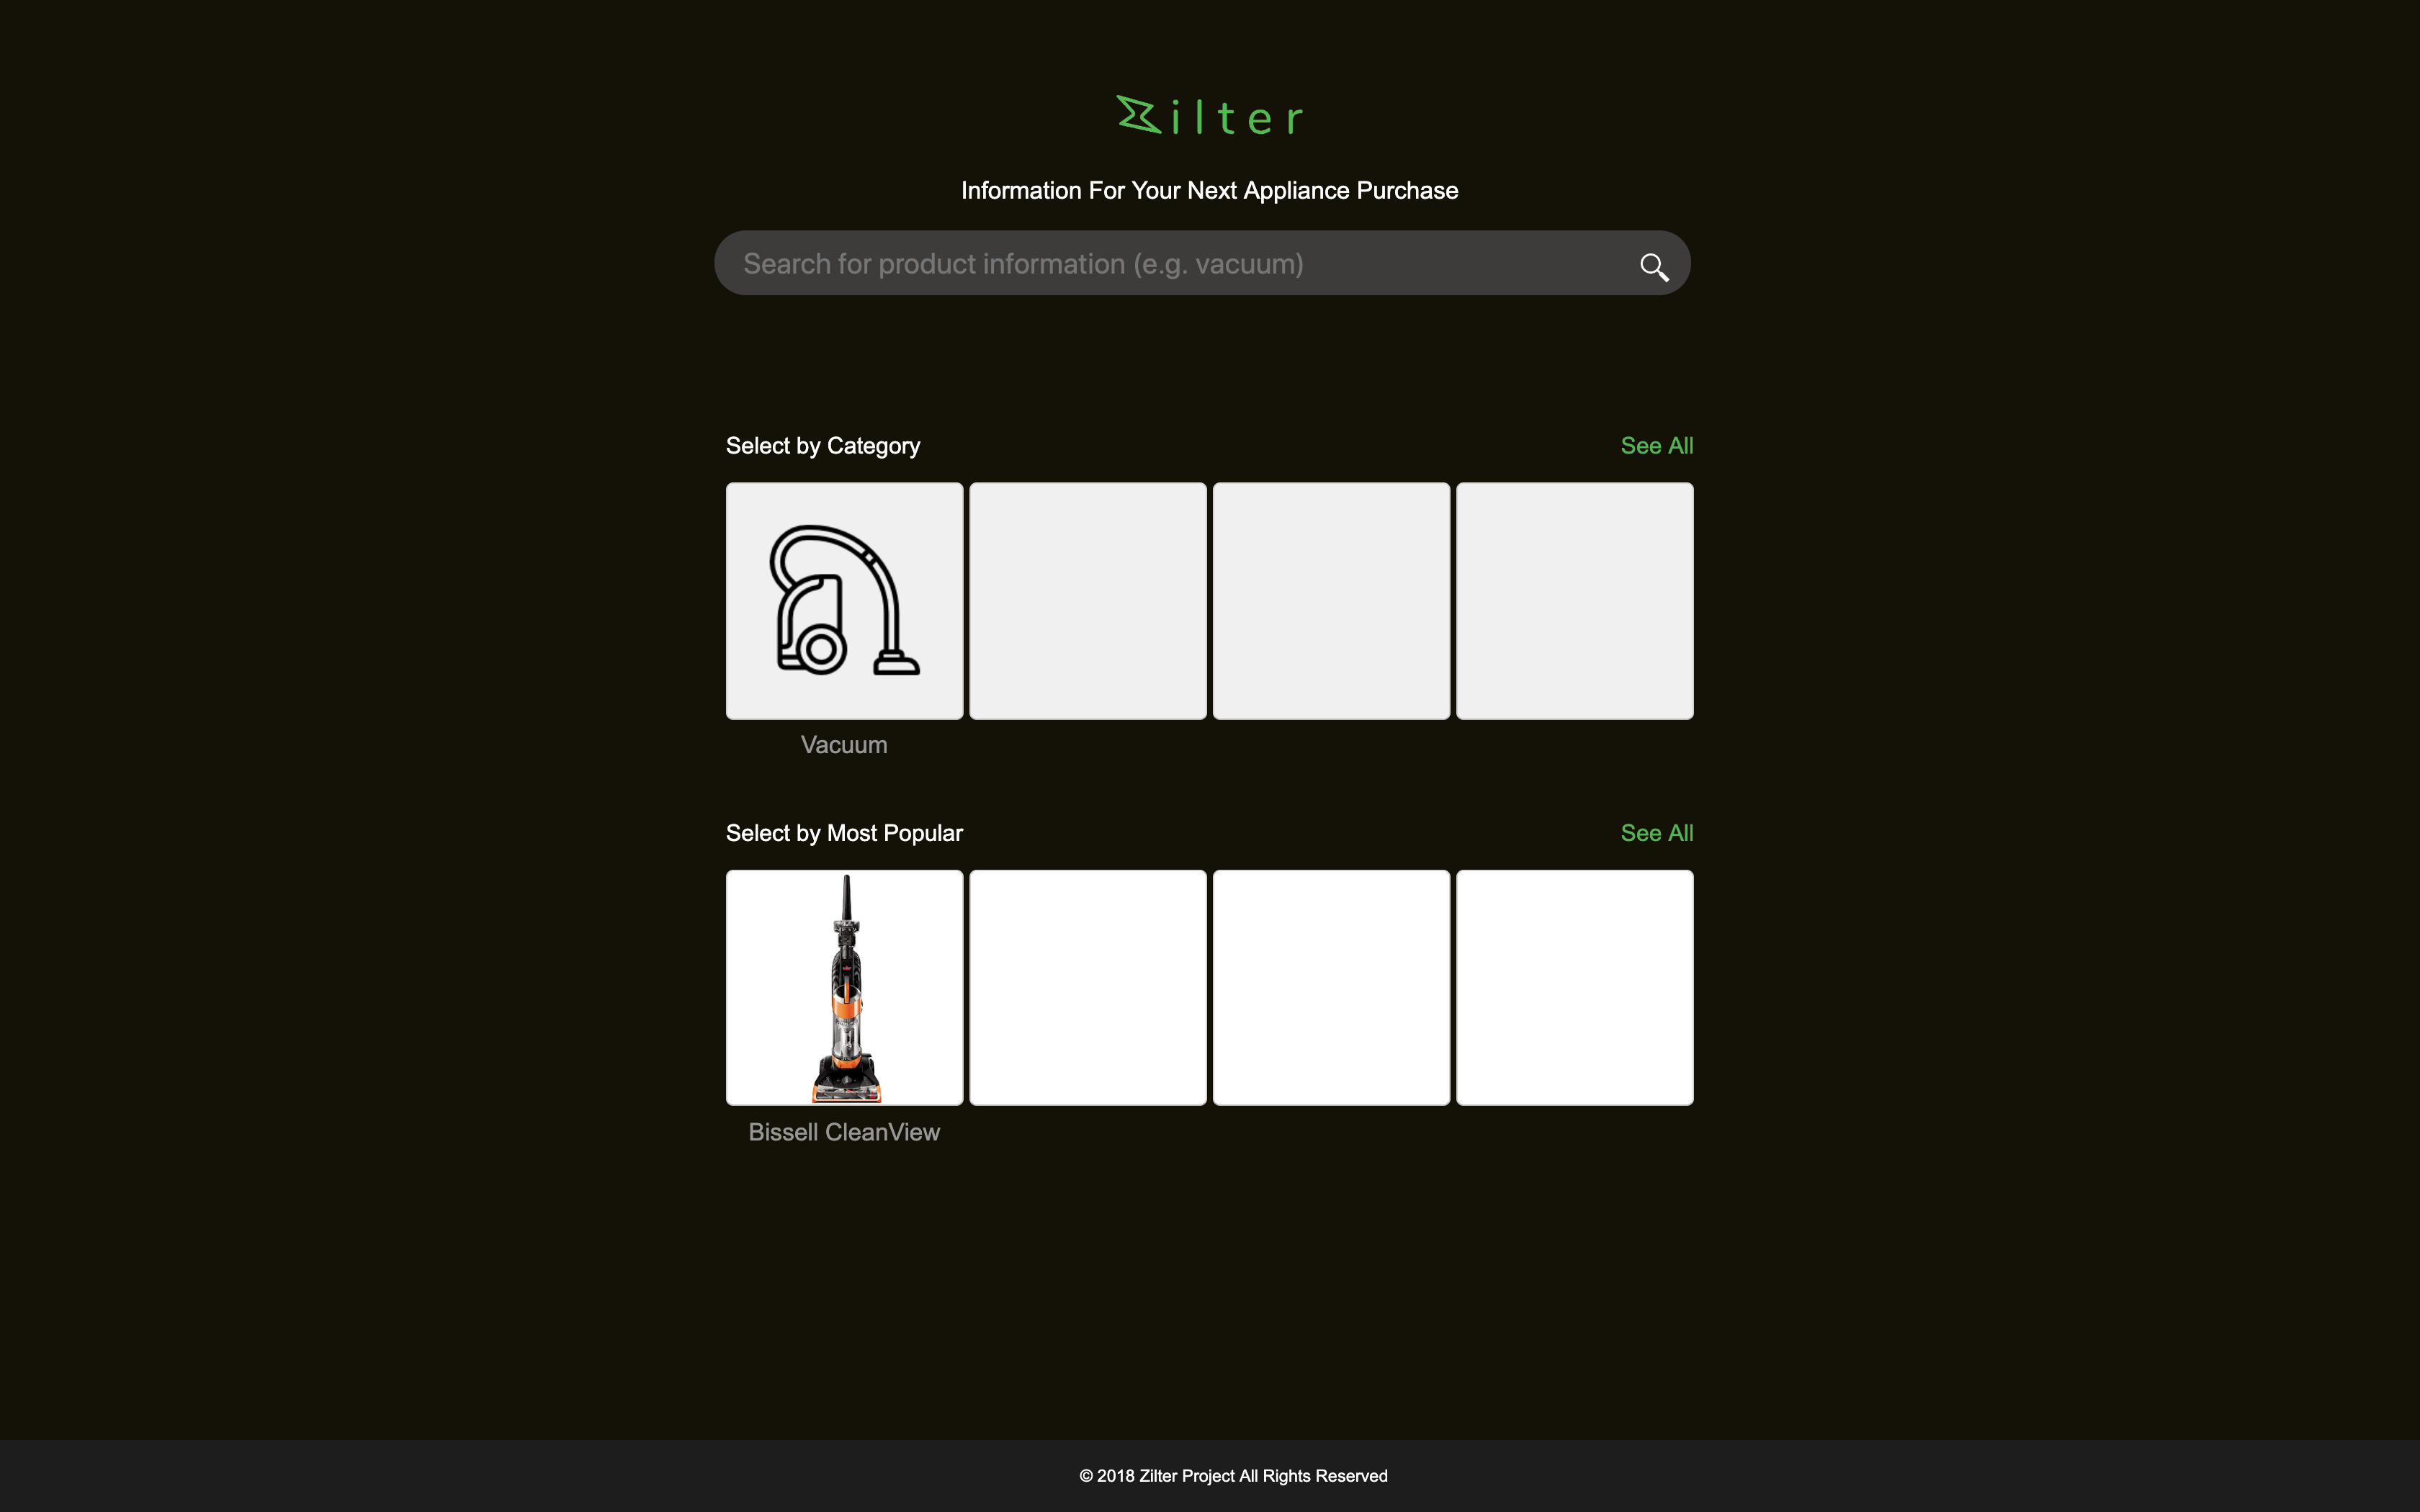 Zilter
Information For Your Next Appliance Purchase
Search for product information (e.g. vacuum)
Select by Category
See All
Vacuum
Select by Most Popular
See All
Bissell CleanView
© 2018 Zilter Project All Rights Reserved